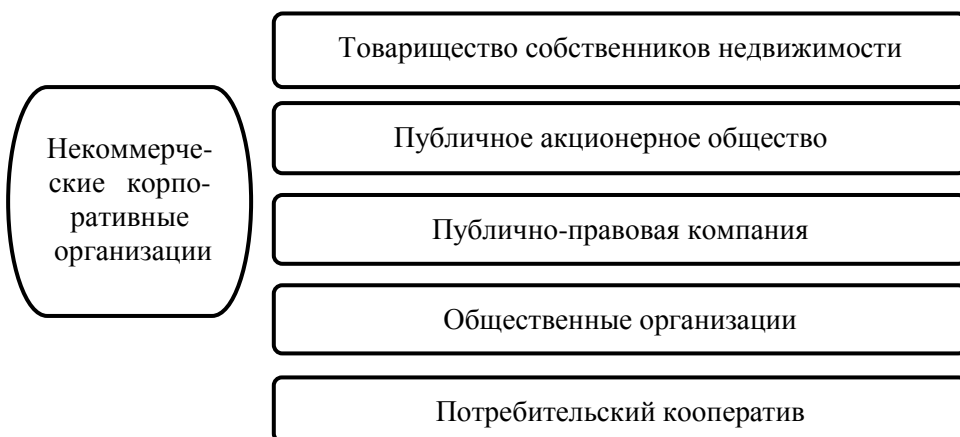 Товарищество собственников недвижимости
Публичное акционерное общество
Некоммерче-
ские корпо-
ративные
организации
Публично-правовая компания
Общественные организации
Потребительский кооператив